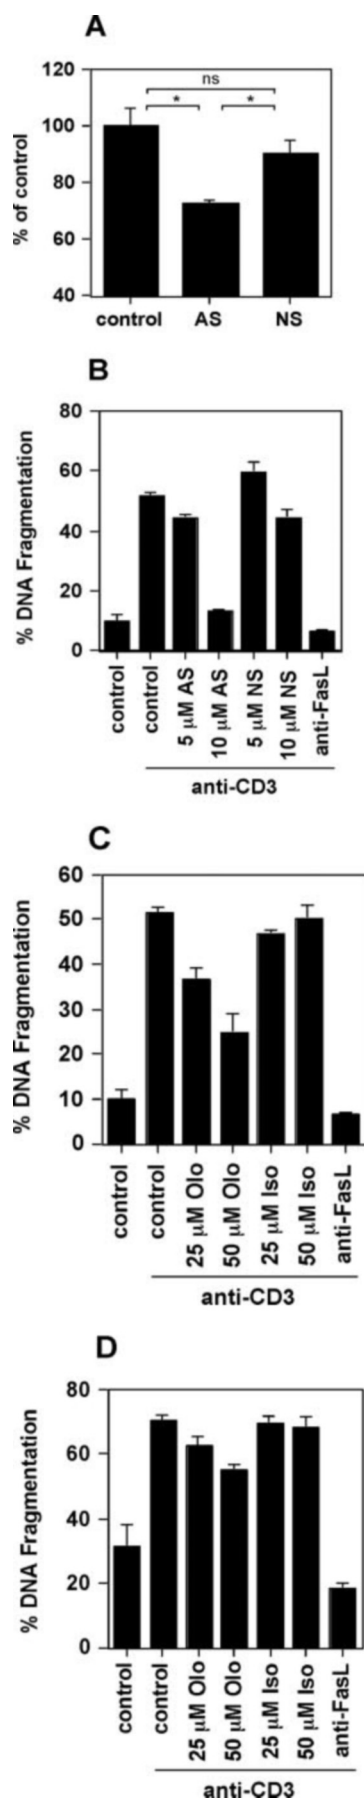 A
% of control
120
100
80
60
40
ns
* *
control AS NS
B
% DNA Fragmentation
80
60
40
20
0
control
control
5 μM AS
10 μM AS
5 μM NS
10 μM NS
anti-FasL
anti-CD3
C
% DNA Fragmentation
60
50
40
30
20
10
0
control
control
25 μM Olo
50 μM Olo
25 μM Iso
50 μM Iso
anti-FasL
anti-CD3
D
% DNA Fragmentation
80
60
40
20
0
control
control
25 μM Olo
50 μM Olo
25 μM Iso
50 μM Iso
anti-FasL
anti-CD3